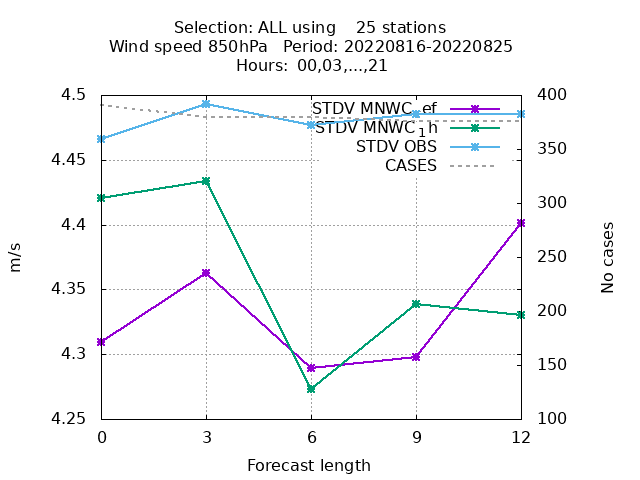 Selection: ALL using    25 stations
Wind speed 850hPa   Period: 20220816-20220825
Hours:  00,03,...,21
STDV MNWC_ef
STDV MNWC_1h
STDV OBS
CASES
4.5
4.45
4.4
4.35
4.3
4.25
400
350
300
250
200
150
100
m/s
No cases
0 3 6 9 12
Forecast length